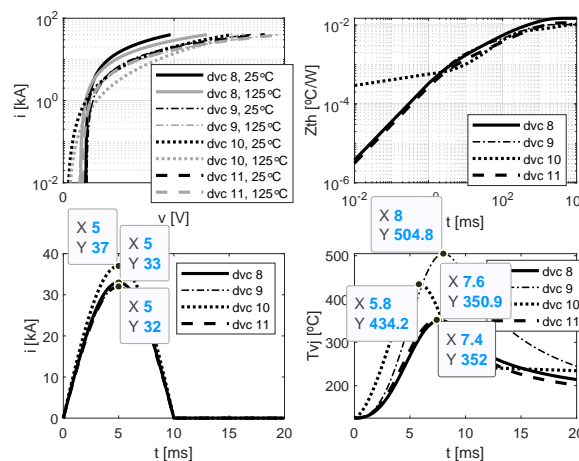 10^2
10^0
10^-2
i [kA]
0
v [V]
dvc 8, 25ºC
dvc 8, 125ºC
dvc 9, 25ºC
dvc 9, 125ºC
dvc 10, 25ºC
dvc 10, 125ºC
dvc 11, 25ºC
dvc 11, 125ºC
10^-2
10^-4
10^-6
Zth [ºC/W]
10^-2
10^0
10^2
t [ms]
dvc 8
dvc 9
dvc 10
dvc 11
X 5
Y 37
X 5
Y 33
X 5
Y 32
40
30
20
10
0
i [kA]
0
5
10
15
20
t [ms]
dvc 8
dvc 9
dvc 10
dvc 11
X 8
Y 504.8
X 5.8
Y 434.2
X 7.6
Y 350.9
X 7.4
Y 352
500
400
300
200
Tvj [ºC]
0
5
10
15
20
t [ms]
dvc 8
dvc 9
dvc 10
dvc 11